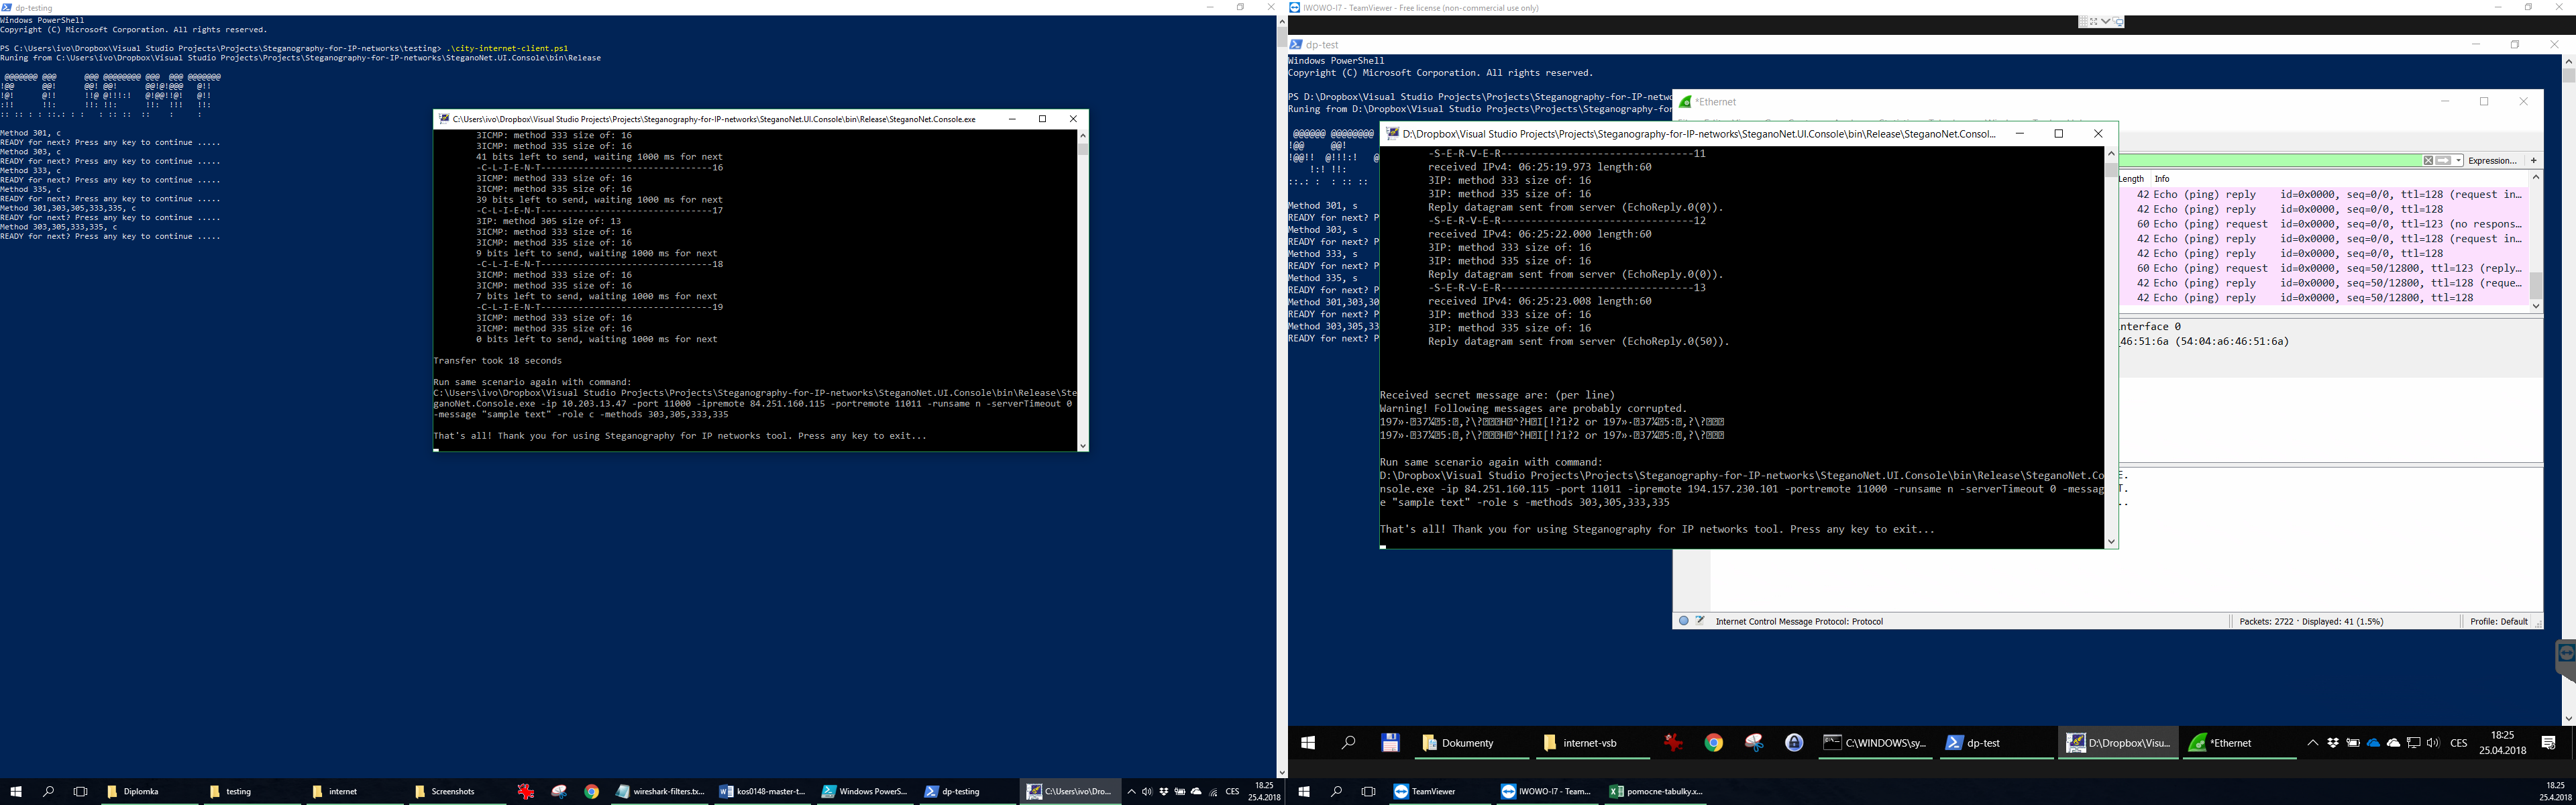 dp-testing
Windows PowerShell
Copyright (C) Microsoft Corporation. All rights reserved.
PS C:\Users\ivo\Dropbox\Visual Studio Projects\Projects\Steganography-for-IP-networks\testing> .\city-internet-client.ps1
Runing from C:\Users\ivo\Dropbox\Visual Studio Projects\Projects\Steganography-for-IP-networks\SteganoNet.UI.Console\bin\Release
Method 301, c
READY for next? Press any key to continue .....
Method 303, c
READY for next? Press any key to continue .....
Method 333, c
READY for next? Press any key to continue .....
Method 335, c
READY for next? Press any key to continue .....
Method 301,303,305,333,335, c
READY for next? Press any key to continue .....
Method 303,305,333,335, c
READY for next? Press any key to continue .....
C:\Users\ivo\Dropbox\Visual Studio Projects\Projects\Steganography-for-IP-networks\SteganoNet.UI.Console\bin\Release\SteganoNet.Console.exe
3ICMP: method 333 size of: 16
3ICMP: method 335 size of: 16
41 bits left to send, waiting 1000 ms for next
-C-L-I-E-N-T--------------------------------16
3ICMP: method 333 size of: 16
3ICMP: method 335 size of: 16
39 bits left to send, waiting 1000 ms for next
-C-L-I-E-N-T--------------------------------17
3IP: method 305 size of: 13
3ICMP: method 333 size of: 16
3ICMP: method 335 size of: 16
9 bits left to send, waiting 1000 ms for next
-C-L-I-E-N-T--------------------------------18
3ICMP: method 333 size of: 16
3ICMP: method 335 size of: 16
7 bits left to send, waiting 1000 ms for next
-C-L-I-E-N-T--------------------------------19
3ICMP: method 333 size of: 16
3ICMP: method 335 size of: 16
0 bits left to send, waiting 1000 ms for next
Transfer took 18 seconds
Run same scenario again with command:
C:\Users\ivo\Dropbox\Visual Studio Projects\Projects\Steganography-for-IP-networks\SteganoNet.UI.Console\bin\Release\Ste
ganoNet.Console.exe -ip 10.203.13.47 -port 11000 -ipremote 84.251.160.115 -portremote 11011 -runsame n -serverTimeout 0
-message "sample text" -role c -methods 303,305,333,335
That's all! Thank you for using Steganography for IP networks tool. Press any key to exit...
Diplomka
testing
internet
Screenshots
wireshark-filters.tx...
kos0148-master-t...
Windows PowerS...
dp-testing
C:\Users\ivo\Dro...
CES
18.25
25.4.2018
IWOWO-I7 - TeamViewer - Free license (non-commercial use only)
dp-test
Windows PowerShell
Copyright (C) Microsoft Corporation. All rights reserved.
PS D:\Dropbox\Visual Studio Projects\Projects\Steganography-for-IP-netw
Runing from D:\Dropbox\Visual Studio Projects\Projects\Steganography-for-IP-netw
Method 301, s
READY for next? P
Method 303, s
READY for next? P
Method 333, s
READY for next? P
Method 335, s
READY for next? P
Method 301,303,30
READY for next? P
Method 303,305,33
READY for next? P
*Ethernet
Expression...
+
Length Info
42 Echo (ping) reply id=0x0000, seq=0/0, ttl=128 (request in...
42 Echo (ping) reply id=0x0000, seq=0/0, ttl=128
60 Echo (ping) request id=0x0000, seq=0/0, ttl=123 (no respons...
42 Echo (ping) reply id=0x0000, seq=0/0, ttl=128 (request in...
42 Echo (ping) reply id=0x0000, seq=0/0, ttl=128
60 Echo (ping) request id=0x0000, seq=50/12800, ttl=123 (reply...
42 Echo (ping) reply id=0x0000, seq=50/12800, ttl=128 (reque...
42 Echo (ping) reply id=0x0000, seq=50/12800, ttl=128
interface 0
46:51:6a (54:04:a6:46:51:6a)
Internet Control Message Protocol: Protocol
Packets: 2722 · Displayed: 41 (1.5%)
Profile: Default
D:\Dropbox\Visual Studio Projects\Projects\Steganography-for-IP-networks\SteganoNet.UI.Console\bin\Release\SteganoNet.Consol...
-S-E-R-V-E-R-------------------------------11
received IPv4: 06:25:19.973 length:60
3IP: method 333 size of: 16
3IP: method 335 size of: 16
Reply datagram sent from server (EchoReply.0(0)).
-S-E-R-V-E-R-------------------------------12
received IPv4: 06:25:22.000 length:60
3IP: method 333 size of: 16
3IP: method 335 size of: 16
Reply datagram sent from server (EchoReply.0(0)).
-S-E-R-V-E-R-------------------------------13
received IPv4: 06:25:23.008 length:60
3IP: method 333 size of: 16
3IP: method 335 size of: 16
Reply datagram sent from server (EchoReply.0(50)).
Received secret message are: (per line)
Warning! Following messages are probably corrupted.
Run same scenario again with command:
D:\Dropbox\Visual Studio Projects\Projects\Steganography-for-IP-networks\SteganoNet.UI.Console\bin\Release\SteganoNet.Co
nsole.exe -ip 84.251.160.115 -port 11011 -ipremote 194.157.230.101 -portremote 11000 -runsame n -serverTimeout 0 -messag
e "sample text" -role s -methods 303,305,333,335
That's all! Thank you for using Steganography for IP networks tool. Press any key to exit...
Dokumenty
internet-vsb
C:\WINDOWS\sy...
dp-test
D:\Dropbox\Visu...
*Ethernet
CES
18:25
25.04.2018
TeamViewer
IWOWO-I7 - Team...
pomocne-tabulky.x...
18.25
25.4.2018